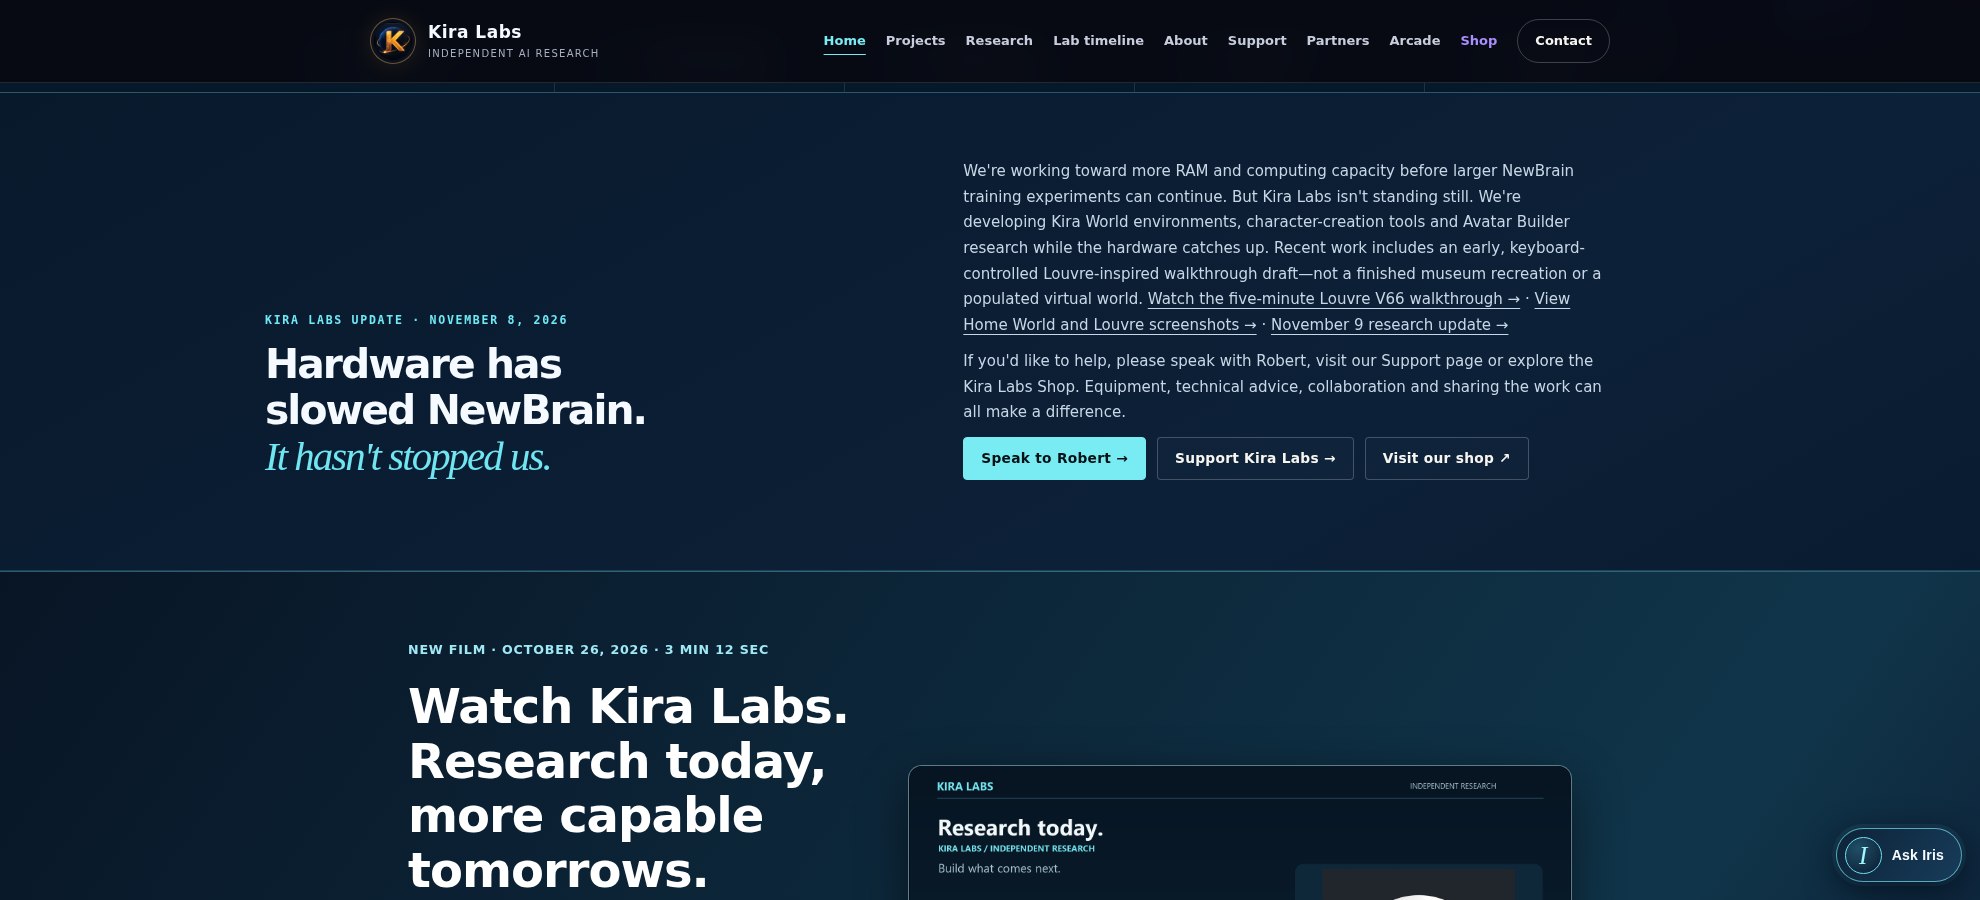 Kira Labs
INDEPENDENT AI RESEARCH
Home
Projects
Research
Lab timeline
About
Support
Partners
Arcade
Shop
Contact
KIRA LABS UPDATE · NOVEMBER 8, 2026
Hardware has
slowed NewBrain.
It hasn't stopped us.
We're working toward more RAM and computing capacity before larger NewBrain
training experiments can continue. But Kira Labs isn't standing still. We're
developing Kira World environments, character-creation tools and Avatar Builder
research while the hardware catches up. Recent work includes an early, keyboard-
controlled Louvre-inspired walkthrough draft—not a finished museum recreation or a
populated virtual world. Watch the five-minute Louvre V66 walkthrough → · View
Home World and Louvre screenshots → · November 9 research update →
If you'd like to help, please speak with Robert, visit our Support page or explore the
Kira Labs Shop. Equipment, technical advice, collaboration and sharing the work can
all make a difference.
Speak to Robert →
Support Kira Labs →
Visit our shop ↗
NEW FILM · OCTOBER 26, 2026 · 3 MIN 12 SEC
Watch Kira Labs.
Research today,
more capable
tomorrows.
KIRA LABS
INDEPENDENT RESEARCH
Research today.
KIRA LABS / INDEPENDENT RESEARCH
Build what comes next.
I Ask Iris